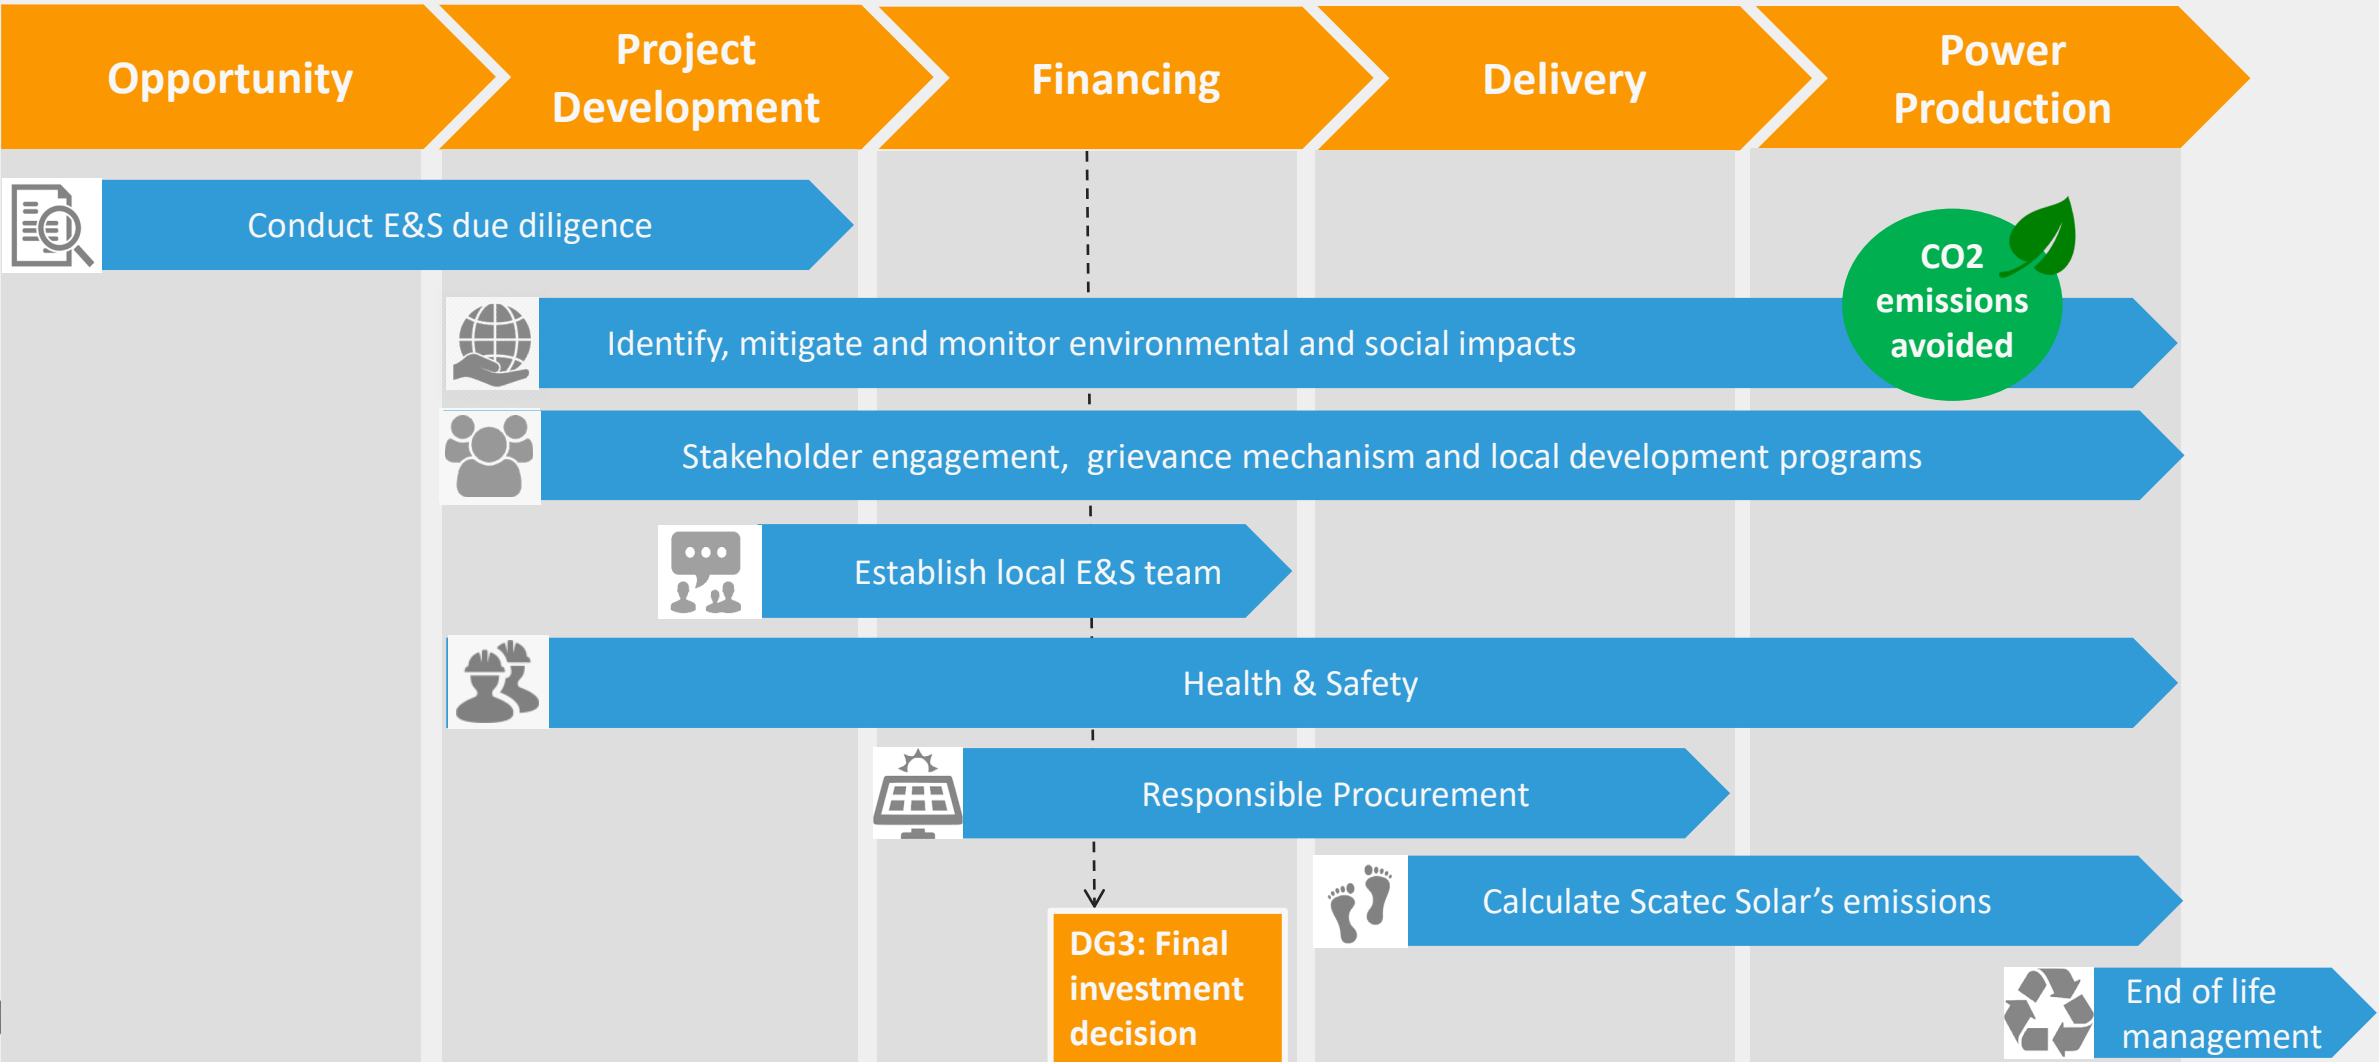 Opportunity
Project
Development
Financing
Delivery
Power
Production
Conduct E&S due diligence
CO2
emissions
avoided
Identify, mitigate and monitor environmental and social impacts
Stakeholder engagement,  grievance mechanism and local development programs
Establish local E&S team
Health & Safety
Responsible Procurement
Calculate Scatec Solar’s emissions
DG3: Final
investment
decision
End of life
management